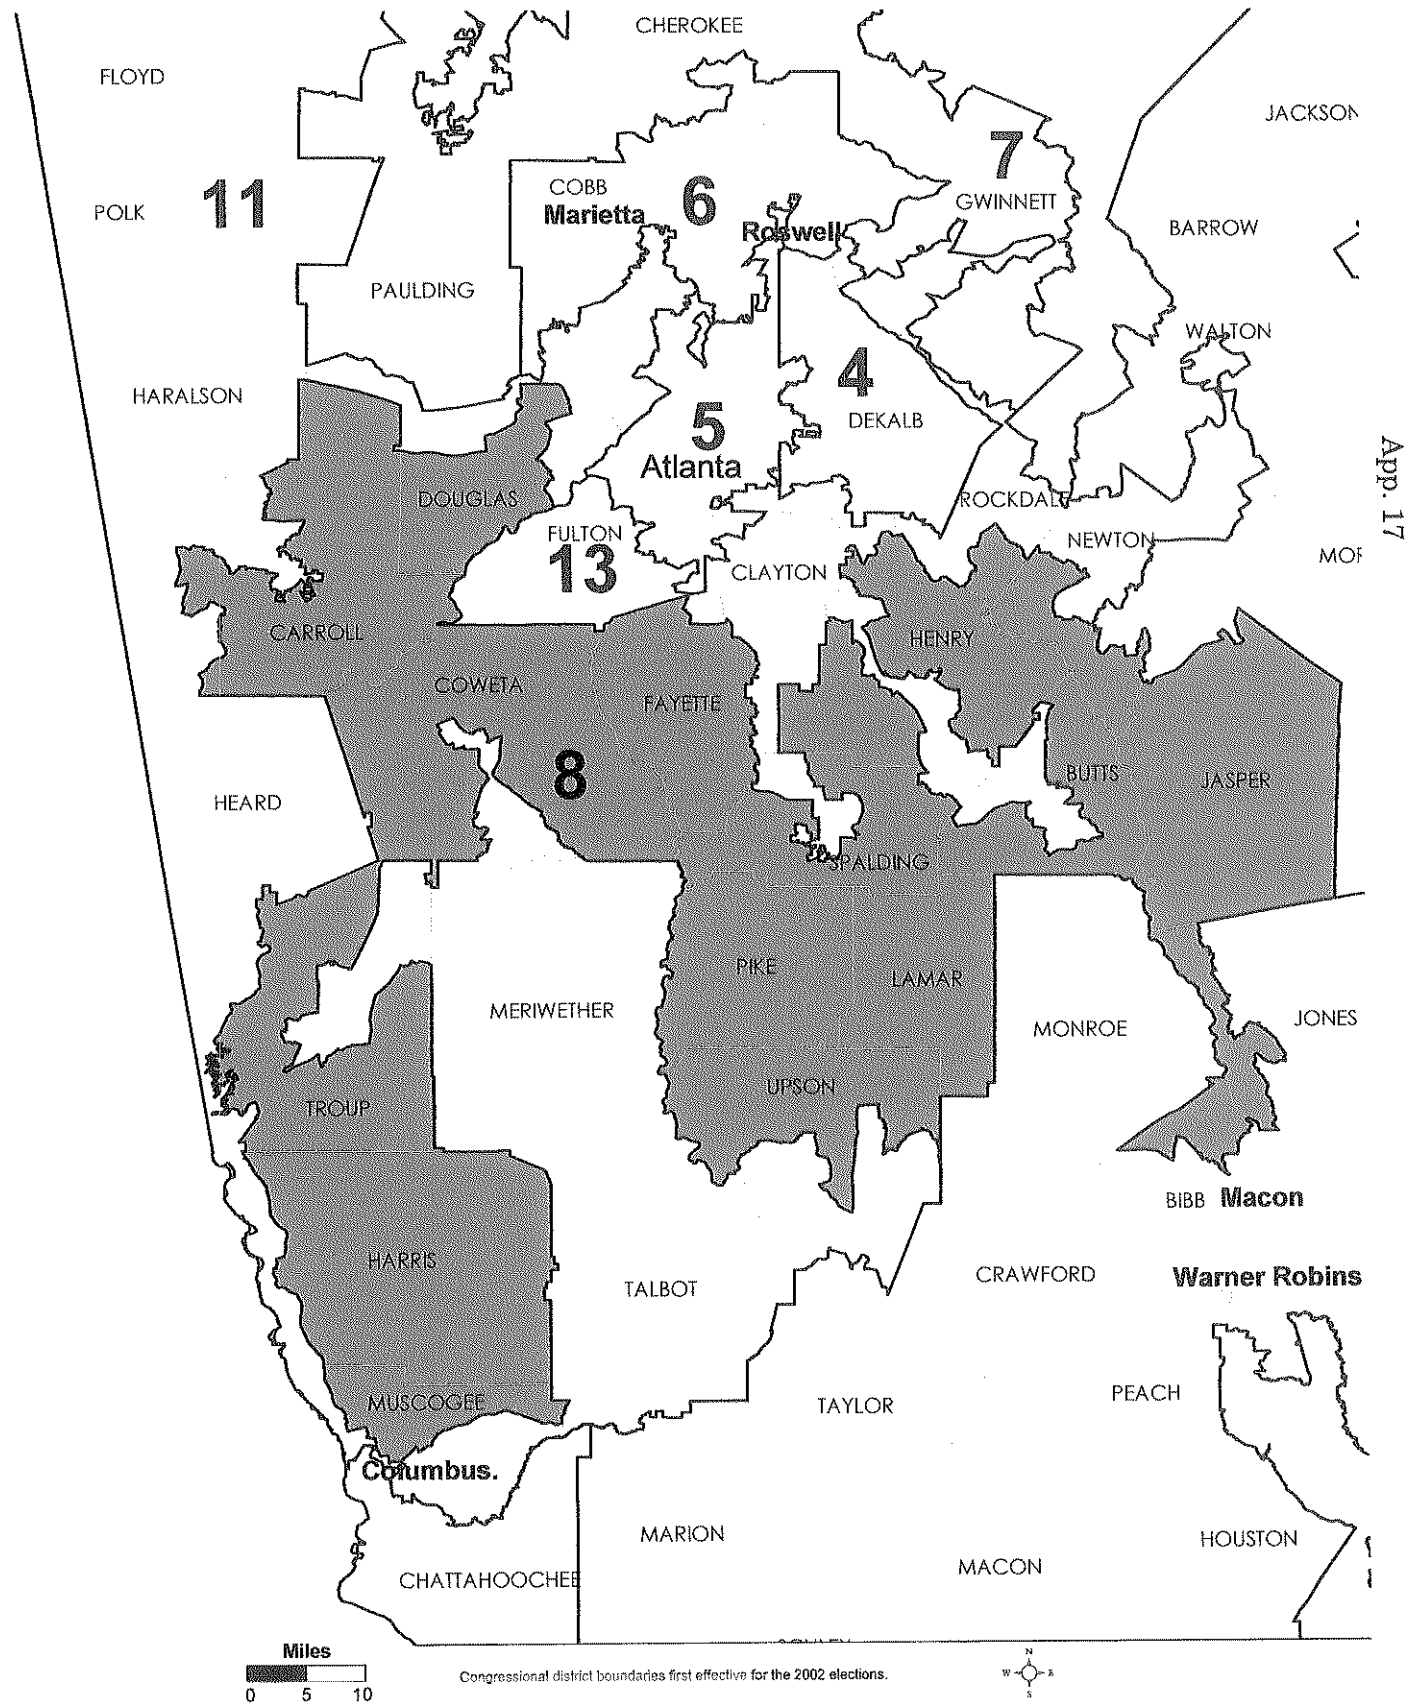 CHEROKEE
FLOYD
JACKSON
7
COBB
POLK
11
Marietta
6
GWINNETT
Roswell
BARROW
PAULDING
WALTON
HARALSON
4
DEKALB
5
Atlanta
App. 17
DOUGLAS
ROCKDALE
FULTON
13
NEWTON
MOR
CLAYTON
CARROLL
HENRY
COWETA
FAYETTE
8
BUTTS
JASPER
HEARD
SPALDING
PIKE
LAMAR
MERIWETHER
MONROE
JONES
UPSON
TROUP
BIBB Macon
HARRIS
TALBOT
CRAWFORD
Warner Robins
MUSCOGEE
TAYLOR
PEACH
Columbus.
MARION
HOUSTON
MACON
CHATTAHOOCHEE
Miles
0 5 10
Congressional district boundaries first effective for the 2002 elections.
N
W E
S